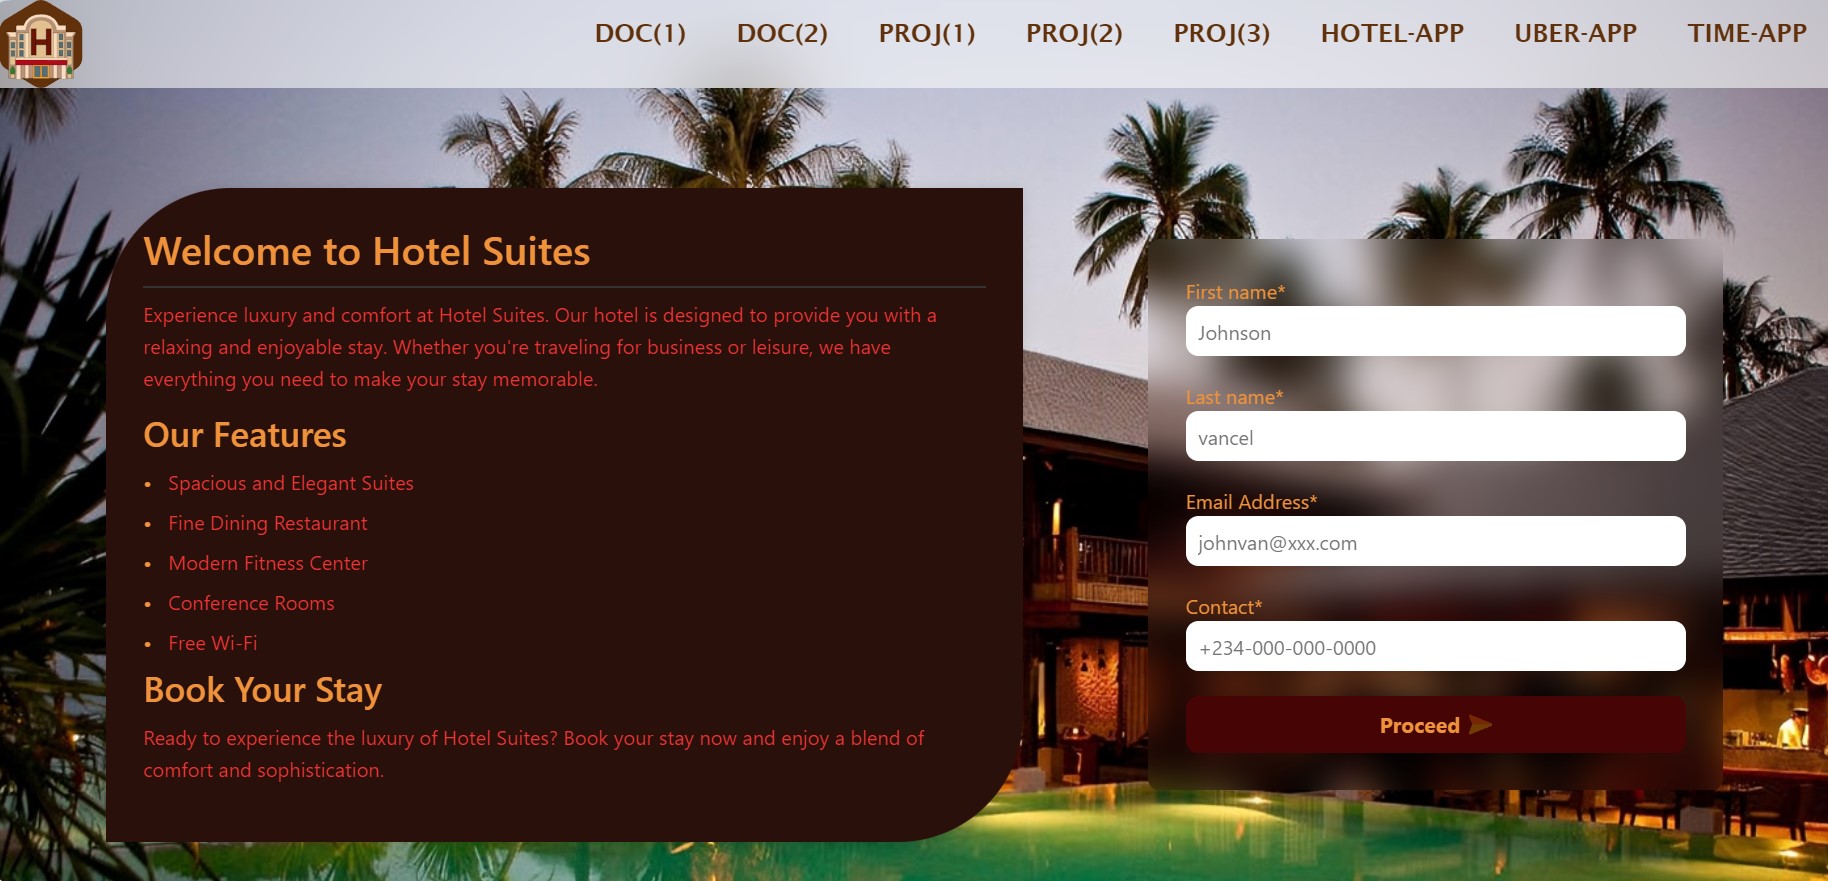 H
DOC(1) DOC(2) PROJ(1) PROJ(2) PROJ(3) HOTEL-APP UBER-APP TIME-APP
Welcome to Hotel Suites
Experience luxury and comfort at Hotel Suites. Our hotel is designed to provide you with a
relaxing and enjoyable stay. Whether you're traveling for business or leisure, we have
everything you need to make your stay memorable.
Our Features
• Spacious and Elegant Suites
• Fine Dining Restaurant
• Modern Fitness Center
• Conference Rooms
• Free Wi-Fi
Book Your Stay
Ready to experience the luxury of Hotel Suites? Book your stay now and enjoy a blend of
comfort and sophistication.
First name*
Johnson
Last name*
vancel
Email Address*
johnvan@xxx.com
Contact*
+234-000-000-0000
Proceed